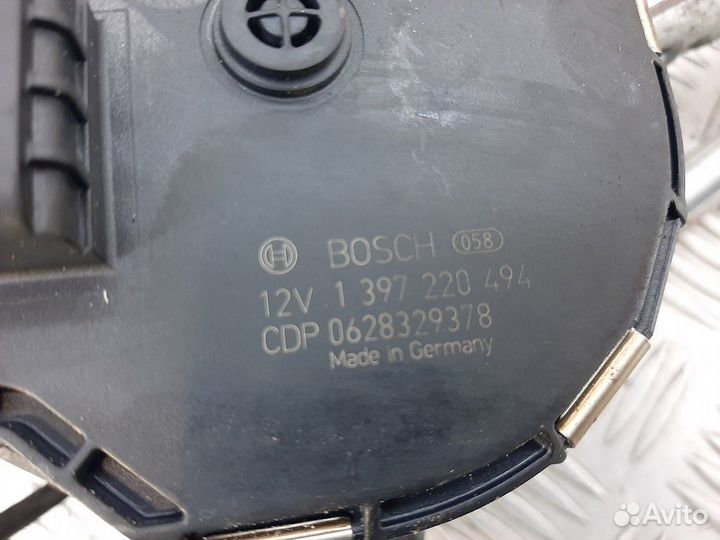 BOSCH 058
12V 1 397 220 494
CDP 0628329378
Made in Germany
Avito